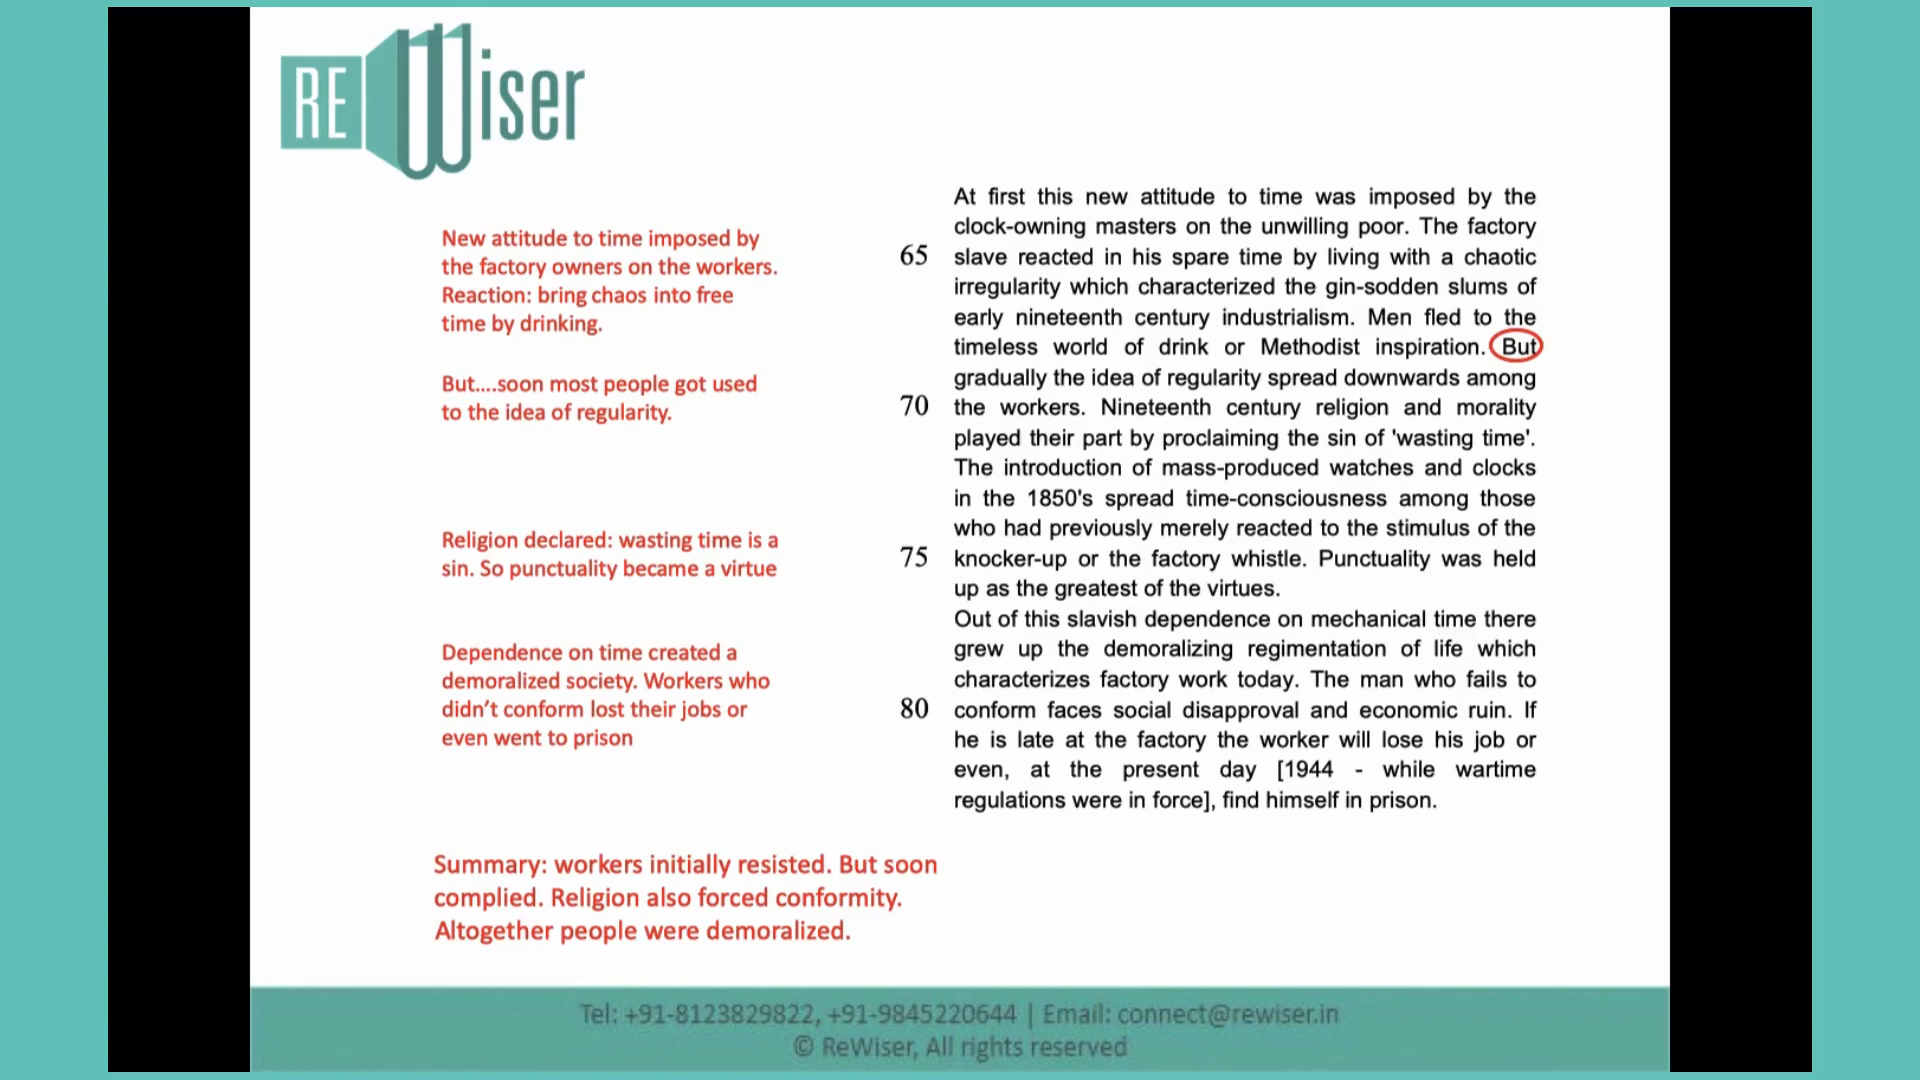 REWiser
New attitude to time imposed by
the factory owners on the workers.
Reaction: bring chaos into free
time by drinking.
But....soon most people got used
to the idea of regularity.
Religion declared: wasting time is a
sin. So punctuality became a virtue
Dependence on time created a
demoralized society. Workers who
didn't conform lost their jobs or
even went to prison
At first this new attitude to time was imposed by the
clock-owning masters on the unwilling poor. The factory
65 slave reacted in his spare time by living with a chaotic
irregularity which characterized the gin-sodden slums of
early nineteenth century industrialism. Men fled to the
timeless world of drink or Methodist inspiration. But
gradually the idea of regularity spread downwards among
70 the workers. Nineteenth century religion and morality
played their part by proclaiming the sin of 'wasting time'.
The introduction of mass-produced watches and clocks
in the 1850's spread time-consciousness among those
who had previously merely reacted to the stimulus of the
75 knocker-up or the factory whistle. Punctuality was held
up as the greatest of the virtues.
Out of this slavish dependence on mechanical time there
grew up the demoralizing regimentation of life which
characterizes factory work today. The man who fails to
80 conform faces social disapproval and economic ruin. If
he is late at the factory the worker will lose his job or
even, at the present day [1944 - while wartime
regulations were in force], find himself in prison.
Summary: workers initially resisted. But soon
complied. Religion also forced conformity.
Altogether people were demoralized.
Tel: +91-8123829822, +91-9845220644 | Email: connect@rewiser.in
© ReWiser, All rights reserved